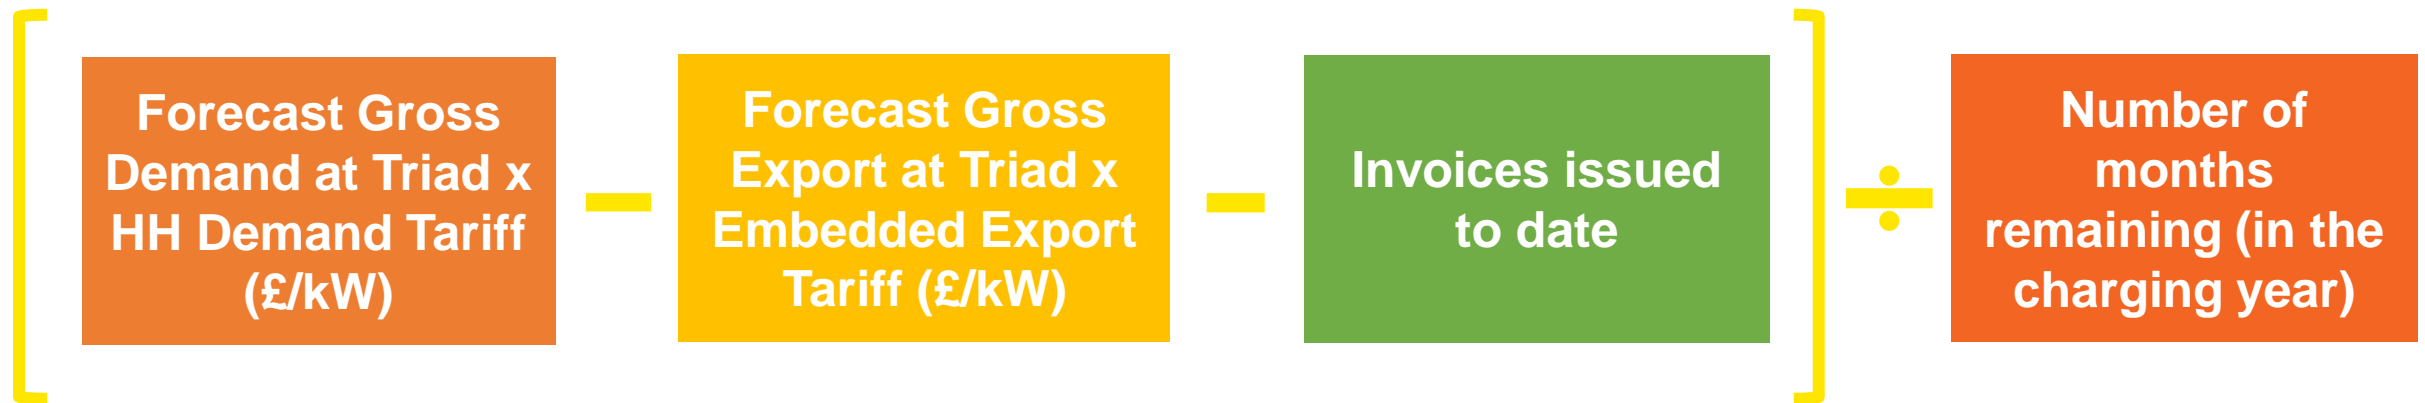 Forecast Gross
Demand at Triad x
HH Demand Tariff
(£/kW)
Forecast Gross
Export at Triad x
Embedded Export
Tariff (£/kW)
Invoices issued
to date
Number of
months
remaining (in the
charging year)